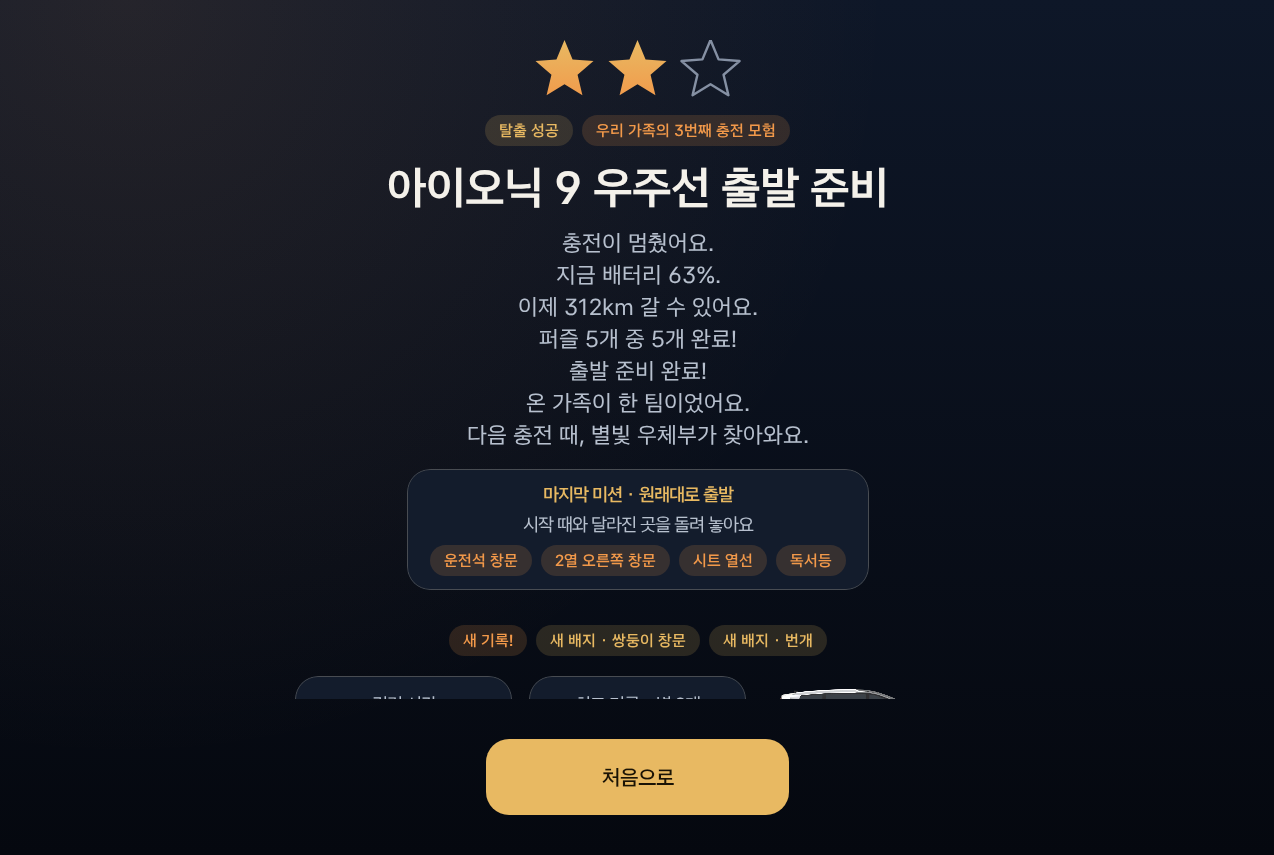 탈출 성공 우리 가족의 3번째 충전 모험
아이오닉 9 우주선 출발 준비
충전이 멈췄어요.
지금 배터리 63%.
이제 312km 갈 수 있어요.
퍼즐 5개 중 5개 완료!
출발 준비 완료!
온 가족이 한 팀이었어요.
다음 충전 때, 별빛 우체부가 찾아와요.
마지막 미션 · 원래대로 출발
시작 때와 달라진 곳을 돌려 놓아요
운전석 창문 2열 오른쪽 창문 시트 열선 독서등
새 기록! 새 배지 · 쌍둥이 창문 새 배지 · 번개
처음으로